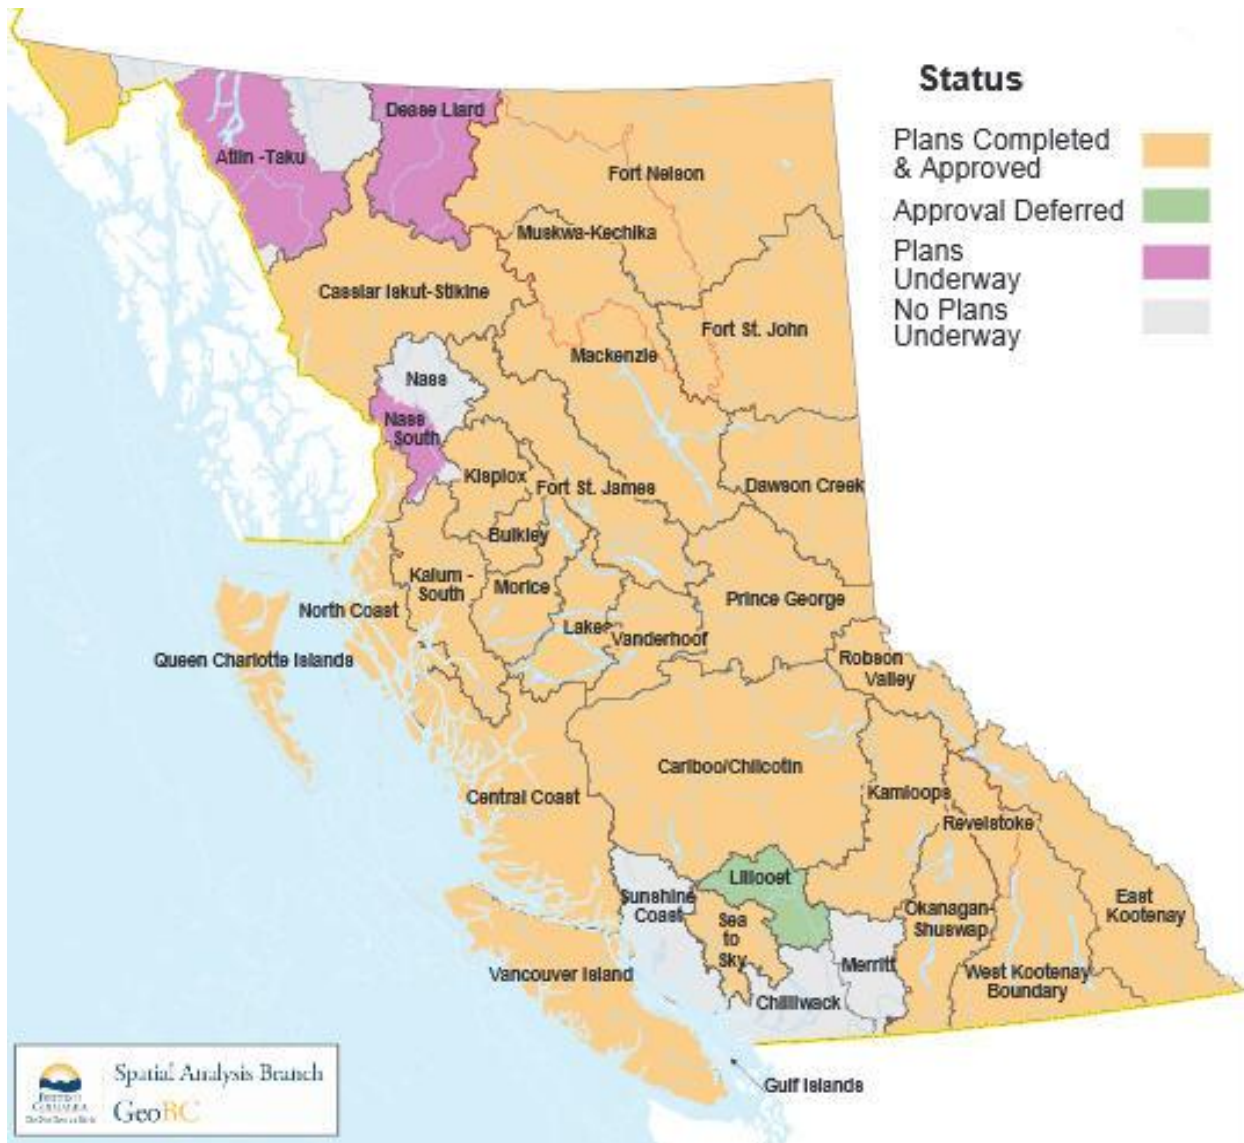 Status
Plans Completed
& Approved
Approval Deferred
Plans
Underway
No Plans
Underway
Dease Liard
Atlin -Taku
Fort Nelson
Muskwa-Kechika
Cassiar Iskut-Stikine
Fort St. John
Mackenzie
Nass
Nass
South
Kispiox
Fort St. James
Dawson Creek
Bulkley
Kalum -
South
Morice
North Coast
Prince George
Lakes
Vanderhoof
Queen Charlotte Islands
Robson
Valley
Cariboo/Chilcotin
Kamloops
Central Coast
Revelstoke
Lillooet
Sunshine
Coast
Sea
to
Sky
Okanagan-
Shuswap
East
Kootenay
Merritt
Vancouver Island
West Kootenay
Boundary
Chilliwack
Gulf Islands
Spatial Analysis Branch
GeoBC
British
Columbia